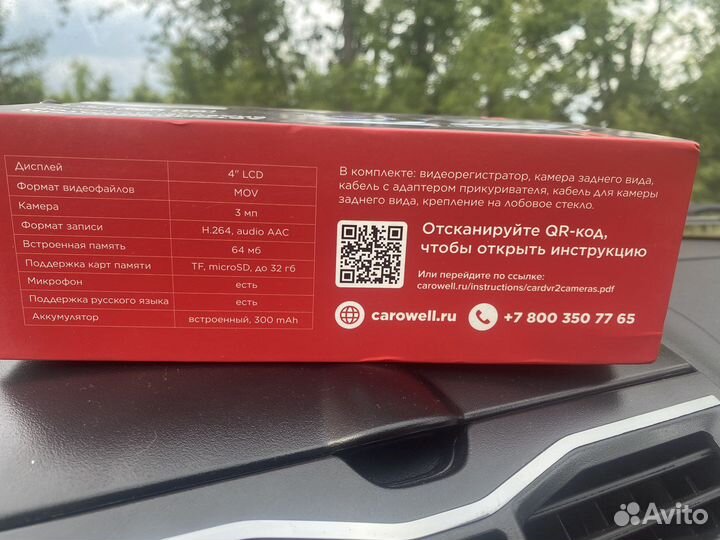 Дисплей 4" LCD
Формат видеофайлов MOV
Камера 3 мп
Формат записи H.264, audio AAC
Встроенная память 64 мб
Поддержка карт памяти TF, microSD, до 32 гб
Микрофон есть
Поддержка русского языка есть
Аккумулятор встроенный, 300 mAh
В комплекте: видеорегистратор, камера заднего вида,
кабель с адаптером прикуривателя, кабель для камеры
заднего вида, крепление на лобовое стекло.
Отсканируйте QR-код,
чтобы открыть инструкцию
Или перейдите по ссылке:
carowell.ru/instructions/cardvr2cameras.pdf
carowell.ru +7 800 350 77 65
Avito